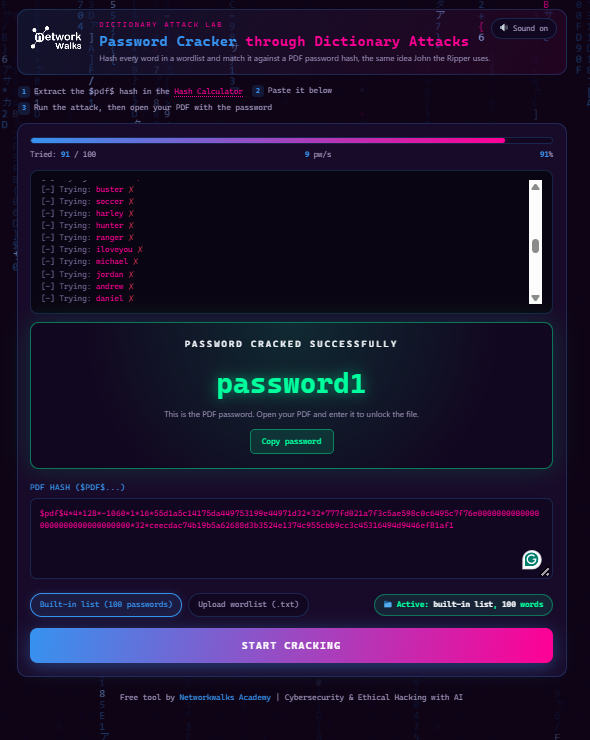 network
Walks
DICTIONARY ATTACK LAB
Password Cracker through Dictionary Attacks
Hash every word in a wordlist and match it against a PDF password hash, the same idea John the Ripper uses.
Sound on
1 Extract the $pdf$ hash in the Hash Calculator 2 Paste it below
3 Run the attack, then open your PDF with the password
Tried: 91 / 100 9 pw/s 91%
[~] Trying: buster ✗
[~] Trying: soccer ✗
[~] Trying: harley ✗
[~] Trying: hunter ✗
[~] Trying: ranger ✗
[~] Trying: iloveyou ✗
[~] Trying: michael ✗
[~] Trying: jordan ✗
[~] Trying: andrew ✗
[~] Trying: daniel ✗
PASSWORD CRACKED SUCCESSFULLY
password1
This is the PDF password. Open your PDF and enter it to unlock the file.
Copy password
PDF HASH ($PDF$...)
Built-in list (100 passwords) Upload wordlist (.txt) Active: built-in list, 100 words
START CRACKING
Free tool by Networkwalks Academy | Cybersecurity & Ethical Hacking with AI